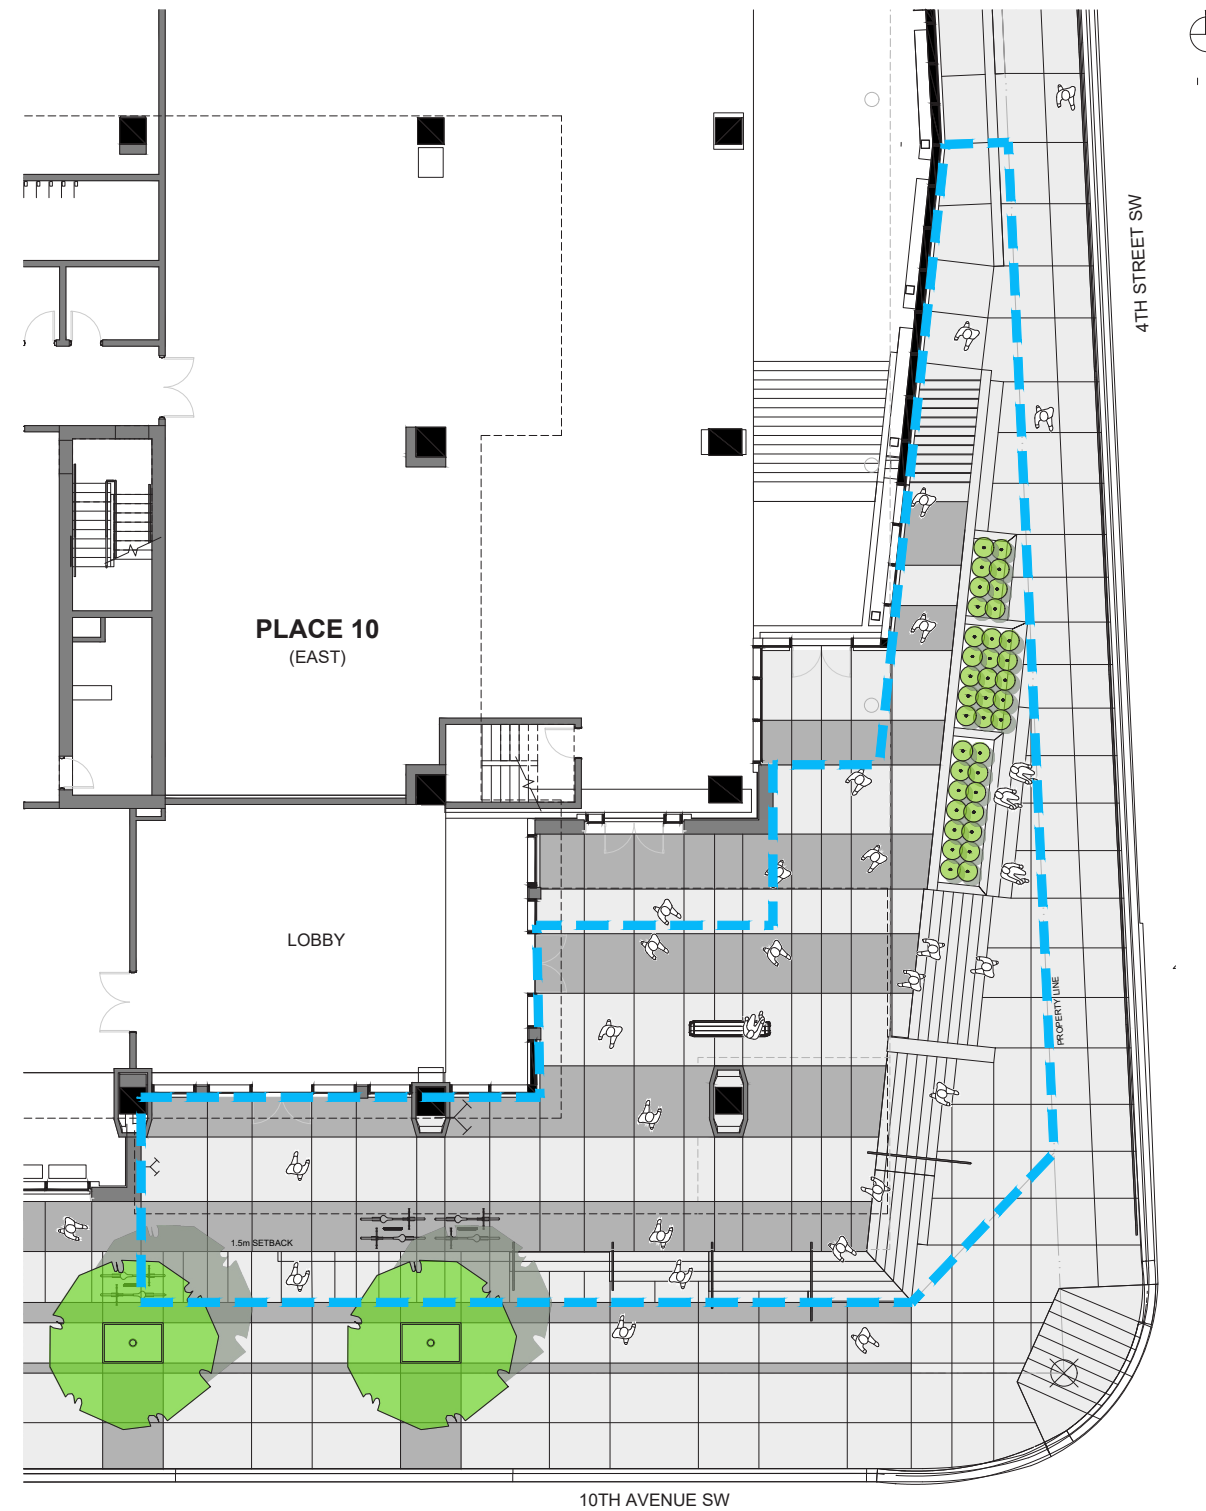 4TH STREET SW
PLACE 10
(EAST)
LOBBY
PROPERTY LINE
1.5m SETBACK
10TH AVENUE SW